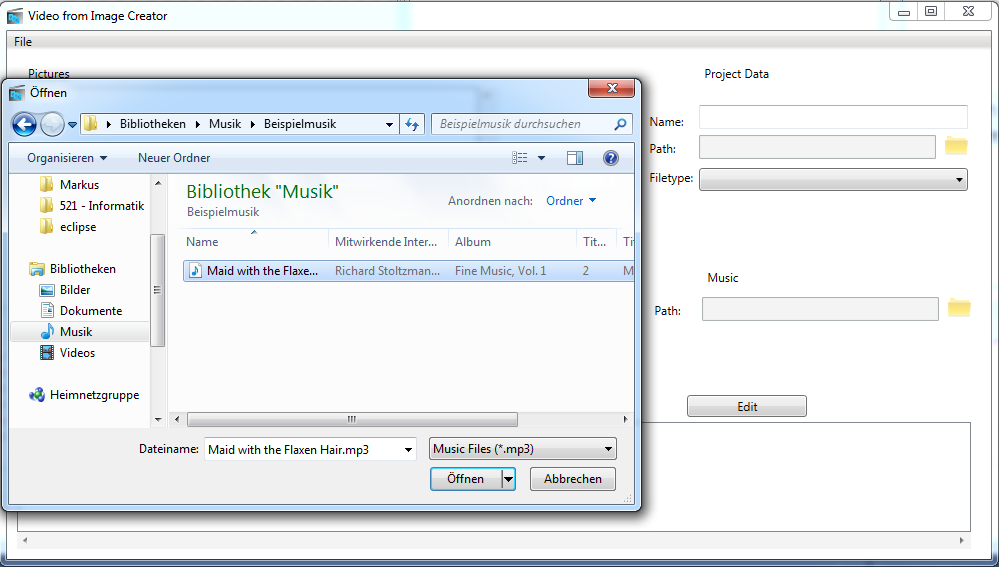 Video from Image Creator
File
Pictures
Project Data
Name:
Path:
Filetype:
Music
Path:
Edit
Öffnen
Bibliotheken Musik Beispielmusik
Beispielmusik durchsuchen
Organisieren Neuer Ordner
Markus
521 - Informatik
eclipse
Bibliotheken
Bilder
Dokumente
Musik
Videos
Heimnetzgruppe
Bibliothek "Musik"
Beispielmusik
Anordnen nach: Ordner
Name Mitwirkende Inter... Album Tit... Ti
Maid with the Flaxe... Richard Stoltzman... Fine Music, Vol. 1 2 M
Dateiname: Maid with the Flaxen Hair.mp3 Music Files (*.mp3)
Öffnen Abbrechen